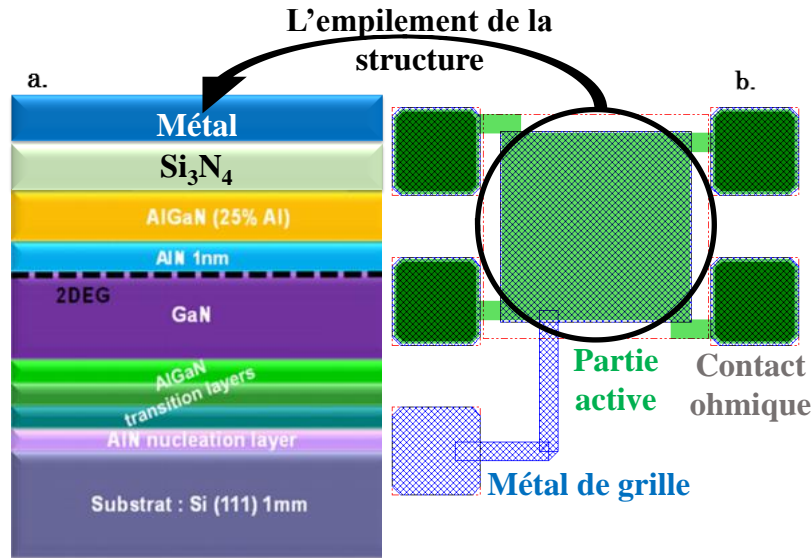 L'empilement de la
structure
a.
b.
Métal
Si₃N₄
AlGaN (25% Al)
AlN 1nm
2DEG
GaN
AlGaN
transition layers
AlN nucleation layer
Substrat : Si (111) 1mm
Partie
active
Contact
ohmique
Métal de grille